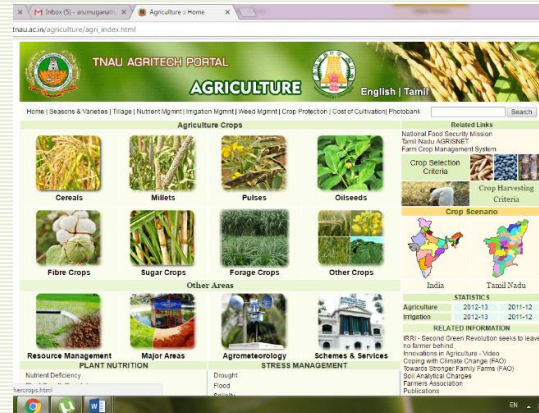 Inbox (5) - arumuganath
Agriculture :: Home
tnau.ac.in/agriculture/agri_index.html
TNAU AGRITECH PORTAL
AGRICULTURE
English | Tamil
Home | Seasons & Varieties | Tillage | Nutrient Mgmnt | Irrigation Mgmnt | Weed Mgmnt | Crop Protection | Cost of Cultivation | Photobank
Search
Agriculture Crops
Cereals
Millets
Pulses
Oilseeds
Fibre Crops
Sugar Crops
Forage Crops
Other Crops
Other Areas
Resource Management
Major Areas
Agrometorology
Schemes & Services
PLANT NUTRITION
STRESS MANAGEMENT
Nutrient Deficiency
Drought
Flood
hercrops.html
Related Links
National Food Security Mission
Tamil Nadu AGRISNET
Farm Crop Management System
Crop Selection
Criteria
Crop Harvesting
Criteria
Crop Scenario
India
Tamil Nadu
STATISTICS
Agriculture 2012-13 2011-12
Irrigation 2012-13 2011-12
RELATED INFORMATION
IRRI - Second Green Revolution seeks to leave
no farmer behind
Innovations in Agriculture - Video
Coping with Climate Change (FAO)
Towards Stronger Family Farms (FAO)
Soil Analytical Charges
Farmers Association
Publications
EN